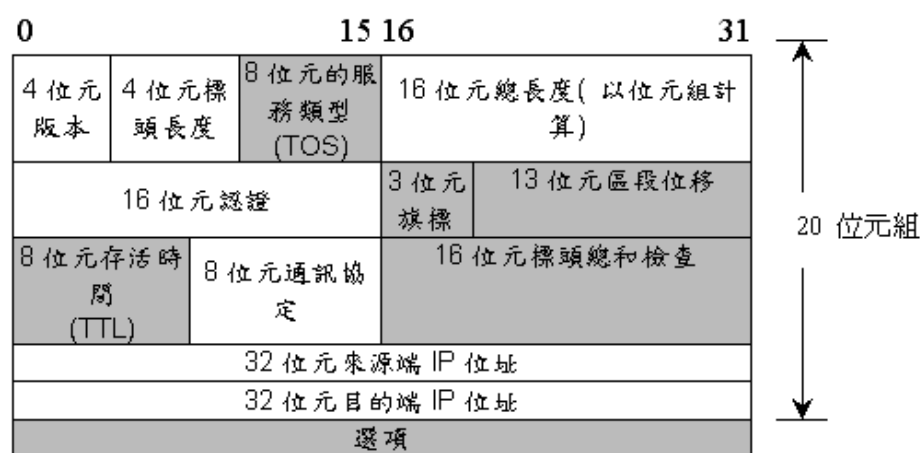 0 15 16 31
4 位元版本
4 位元標頭長度
8 位元的服務類型(TOS)
16 位元總長度( 以位元組計算)
16 位元認證
3 位元旗標
13 位元區段位移
8 位元存活時間(TTL)
8 位元通訊協定
16 位元標頭總和檢查
32 位元來源端 IP 位址
32 位元目的端 IP 位址
選項
20 位元組